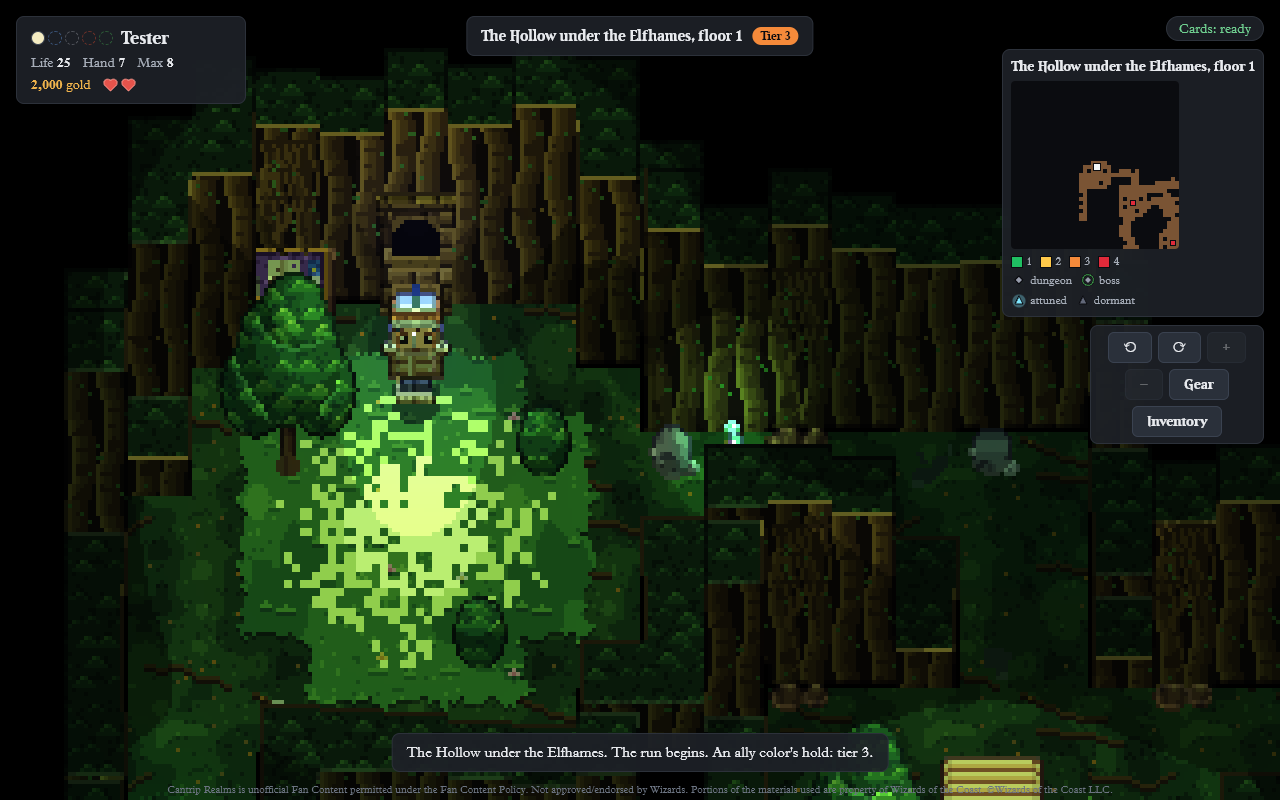 Tester
Life 25 Hand 7 Max 8
2,000 gold
The Hollow under the Elfhames, floor 1 Tier 3
Cards: ready
The Hollow under the Elfhames, floor 1
1 2 3 4
dungeon boss
attuned dormant
+
− Gear
Inventory
The Hollow under the Elfhames. The run begins. An ally color's hold: tier 3.
Cantrip Realms is unofficial Fan Content permitted under the Fan Content Policy. Not approved/endorsed by Wizards. Portions of the materials used are property of Wizards of the Coast. ©Wizards of the Coast LLC.